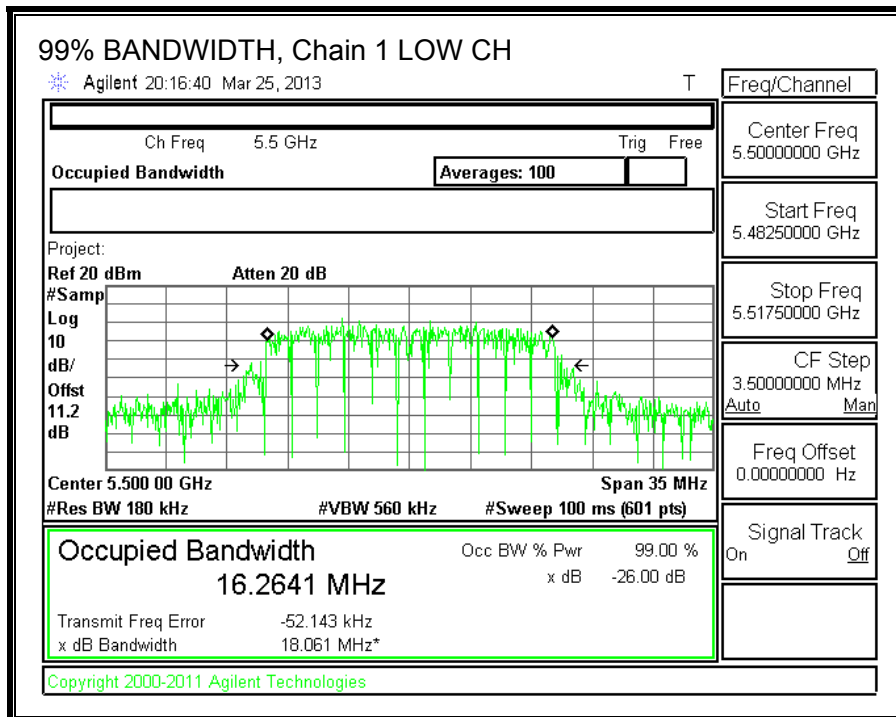 99% BANDWIDTH, Chain 1 LOW CH
Agilent 20:16:40 Mar 25, 2013 T
Freq/Channel
Ch Freq 5.5 GHz Trig Free
Occupied Bandwidth Averages: 100
Center Freq
5.50000000 GHz
Start Freq
5.48250000 GHz
Stop Freq
5.51750000 GHz
CF Step
3.50000000 MHz
Auto Man
Freq Offset
0.00000000 Hz
Signal Track
On Off
Project:
Ref 20 dBm Atten 20 dB
#Samp
Log
10
dB/
Offst
11.2
dB
Center 5.500 00 GHz Span 35 MHz
#Res BW 180 kHz #VBW 560 kHz #Sweep 100 ms (601 pts)
Occupied Bandwidth
16.2641 MHz
Occ BW % Pwr 99.00 %
x dB -26.00 dB
Transmit Freq Error -52.143 kHz
x dB Bandwidth 18.061 MHz*
Copyright 2000-2011 Agilent Technologies